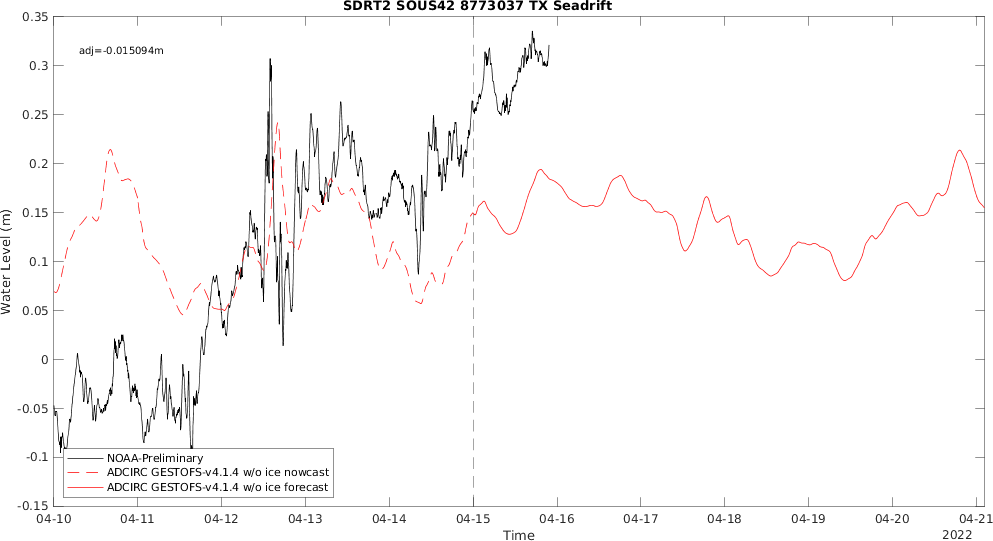 SDRT2 SOUS42 8773037 TX Seadrift
adj=-0.015094m
0.35
0.3
0.25
0.2
0.15
0.1
0.05
0
-0.05
-0.1
-0.15
Water Level (m)
NOAA-Preliminary
ADCIRC GESTOFS-v4.1.4 w/o ice nowcast
ADCIRC GESTOFS-v4.1.4 w/o ice forecast
04-10 04-11 04-12 04-13 04-14 04-15 04-16 04-17 04-18 04-19 04-20 04-21
Time
2022